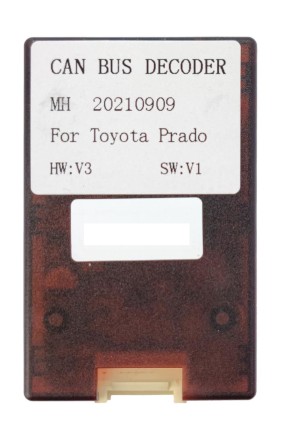 CAN BUS DECODER
MH 20210909
For Toyota Prado
HW:V3 SW:V1